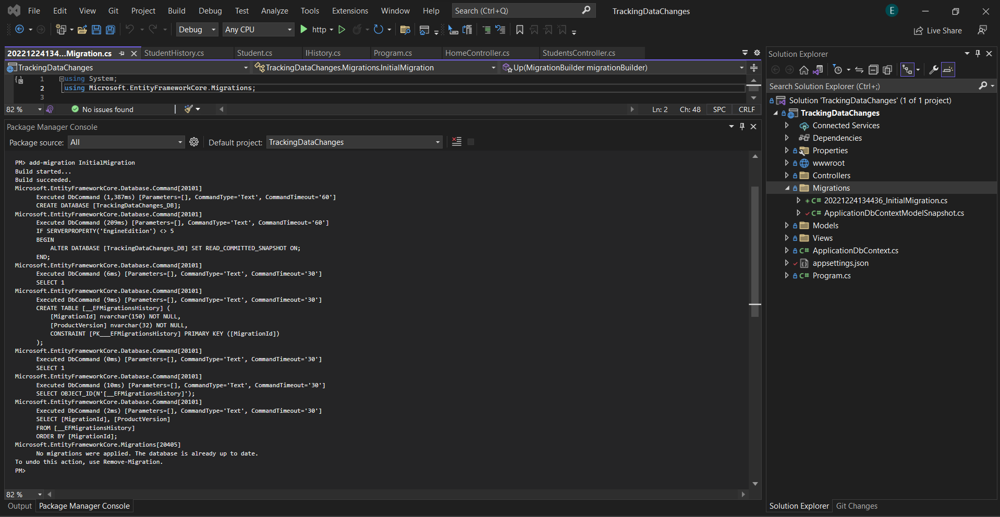 File Edit View Git Project Build Debug Test Analyze Tools Extensions Window Help Search (Ctrl+Q) TrackingDataChanges E
Debug Any CPU http Live Share
20221224134...Migration.cs StudentHistory.cs Student.cs IHistory.cs Program.cs HomeController.cs StudentsController.cs
TrackingDataChanges TrackingDataChanges.Migrations.InitialMigration Up(MigrationBuilder migrationBuilder)
1 using System;
2 using Microsoft.EntityFrameworkCore.Migrations;
3
82 % No issues found Ln: 2 Ch: 48 SPC CRLF
Package Manager Console
Package source: All Default project: TrackingDataChanges
PM> add-migration InitialMigration
Build started...
Build succeeded.
Microsoft.EntityFrameworkCore.Database.Command[20101]
Executed DbCommand (1,387ms) [Parameters=[], CommandType='Text', CommandTimeout='60']
CREATE DATABASE [TrackingDataChanges_DB];
Microsoft.EntityFrameworkCore.Database.Command[20101]
Executed DbCommand (209ms) [Parameters=[], CommandType='Text', CommandTimeout='60']
IF SERVERPROPERTY('EngineEdition') <> 5
BEGIN
ALTER DATABASE [TrackingDataChanges_DB] SET READ_COMMITTED_SNAPSHOT ON;
END;
Microsoft.EntityFrameworkCore.Database.Command[20101]
Executed DbCommand (6ms) [Parameters=[], CommandType='Text', CommandTimeout='30']
SELECT 1
Microsoft.EntityFrameworkCore.Database.Command[20101]
Executed DbCommand (9ms) [Parameters=[], CommandType='Text', CommandTimeout='30']
CREATE TABLE [__EFMigrationsHistory] (
[MigrationId] nvarchar(150) NOT NULL,
[ProductVersion] nvarchar(32) NOT NULL,
CONSTRAINT [PK___EFMigrationsHistory] PRIMARY KEY ([MigrationId])
);
Microsoft.EntityFrameworkCore.Database.Command[20101]
Executed DbCommand (0ms) [Parameters=[], CommandType='Text', CommandTimeout='30']
SELECT 1
Microsoft.EntityFrameworkCore.Database.Command[20101]
Executed DbCommand (10ms) [Parameters=[], CommandType='Text', CommandTimeout='30']
SELECT OBJECT_ID(N'[__EFMigrationsHistory]');
Microsoft.EntityFrameworkCore.Database.Command[20101]
Executed DbCommand (2ms) [Parameters=[], CommandType='Text', CommandTimeout='30']
SELECT [MigrationId], [ProductVersion]
FROM [__EFMigrationsHistory]
ORDER BY [MigrationId];
Microsoft.EntityFrameworkCore.Migrations[20405]
No migrations were applied. The database is already up to date.
To undo this action, use Remove-Migration.
PM>
82 %
Output Package Manager Console
Solution Explorer
Search Solution Explorer (Ctrl+;)
Solution 'TrackingDataChanges' (1 of 1 project)
TrackingDataChanges
Connected Services
Dependencies
Properties
wwwroot
Controllers
Migrations
C# 20221224134436_InitialMigration.cs
C# ApplicationDbContextModelSnapshot.cs
Models
Views
C# ApplicationDbContext.cs
appsettings.json
C# Program.cs
Solution Explorer Git Changes